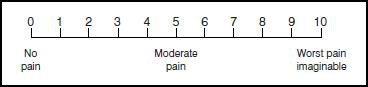 0 1 2 3 4 5 6 7 8 9 10
No Moderate Worst pain
pain pain imaginable